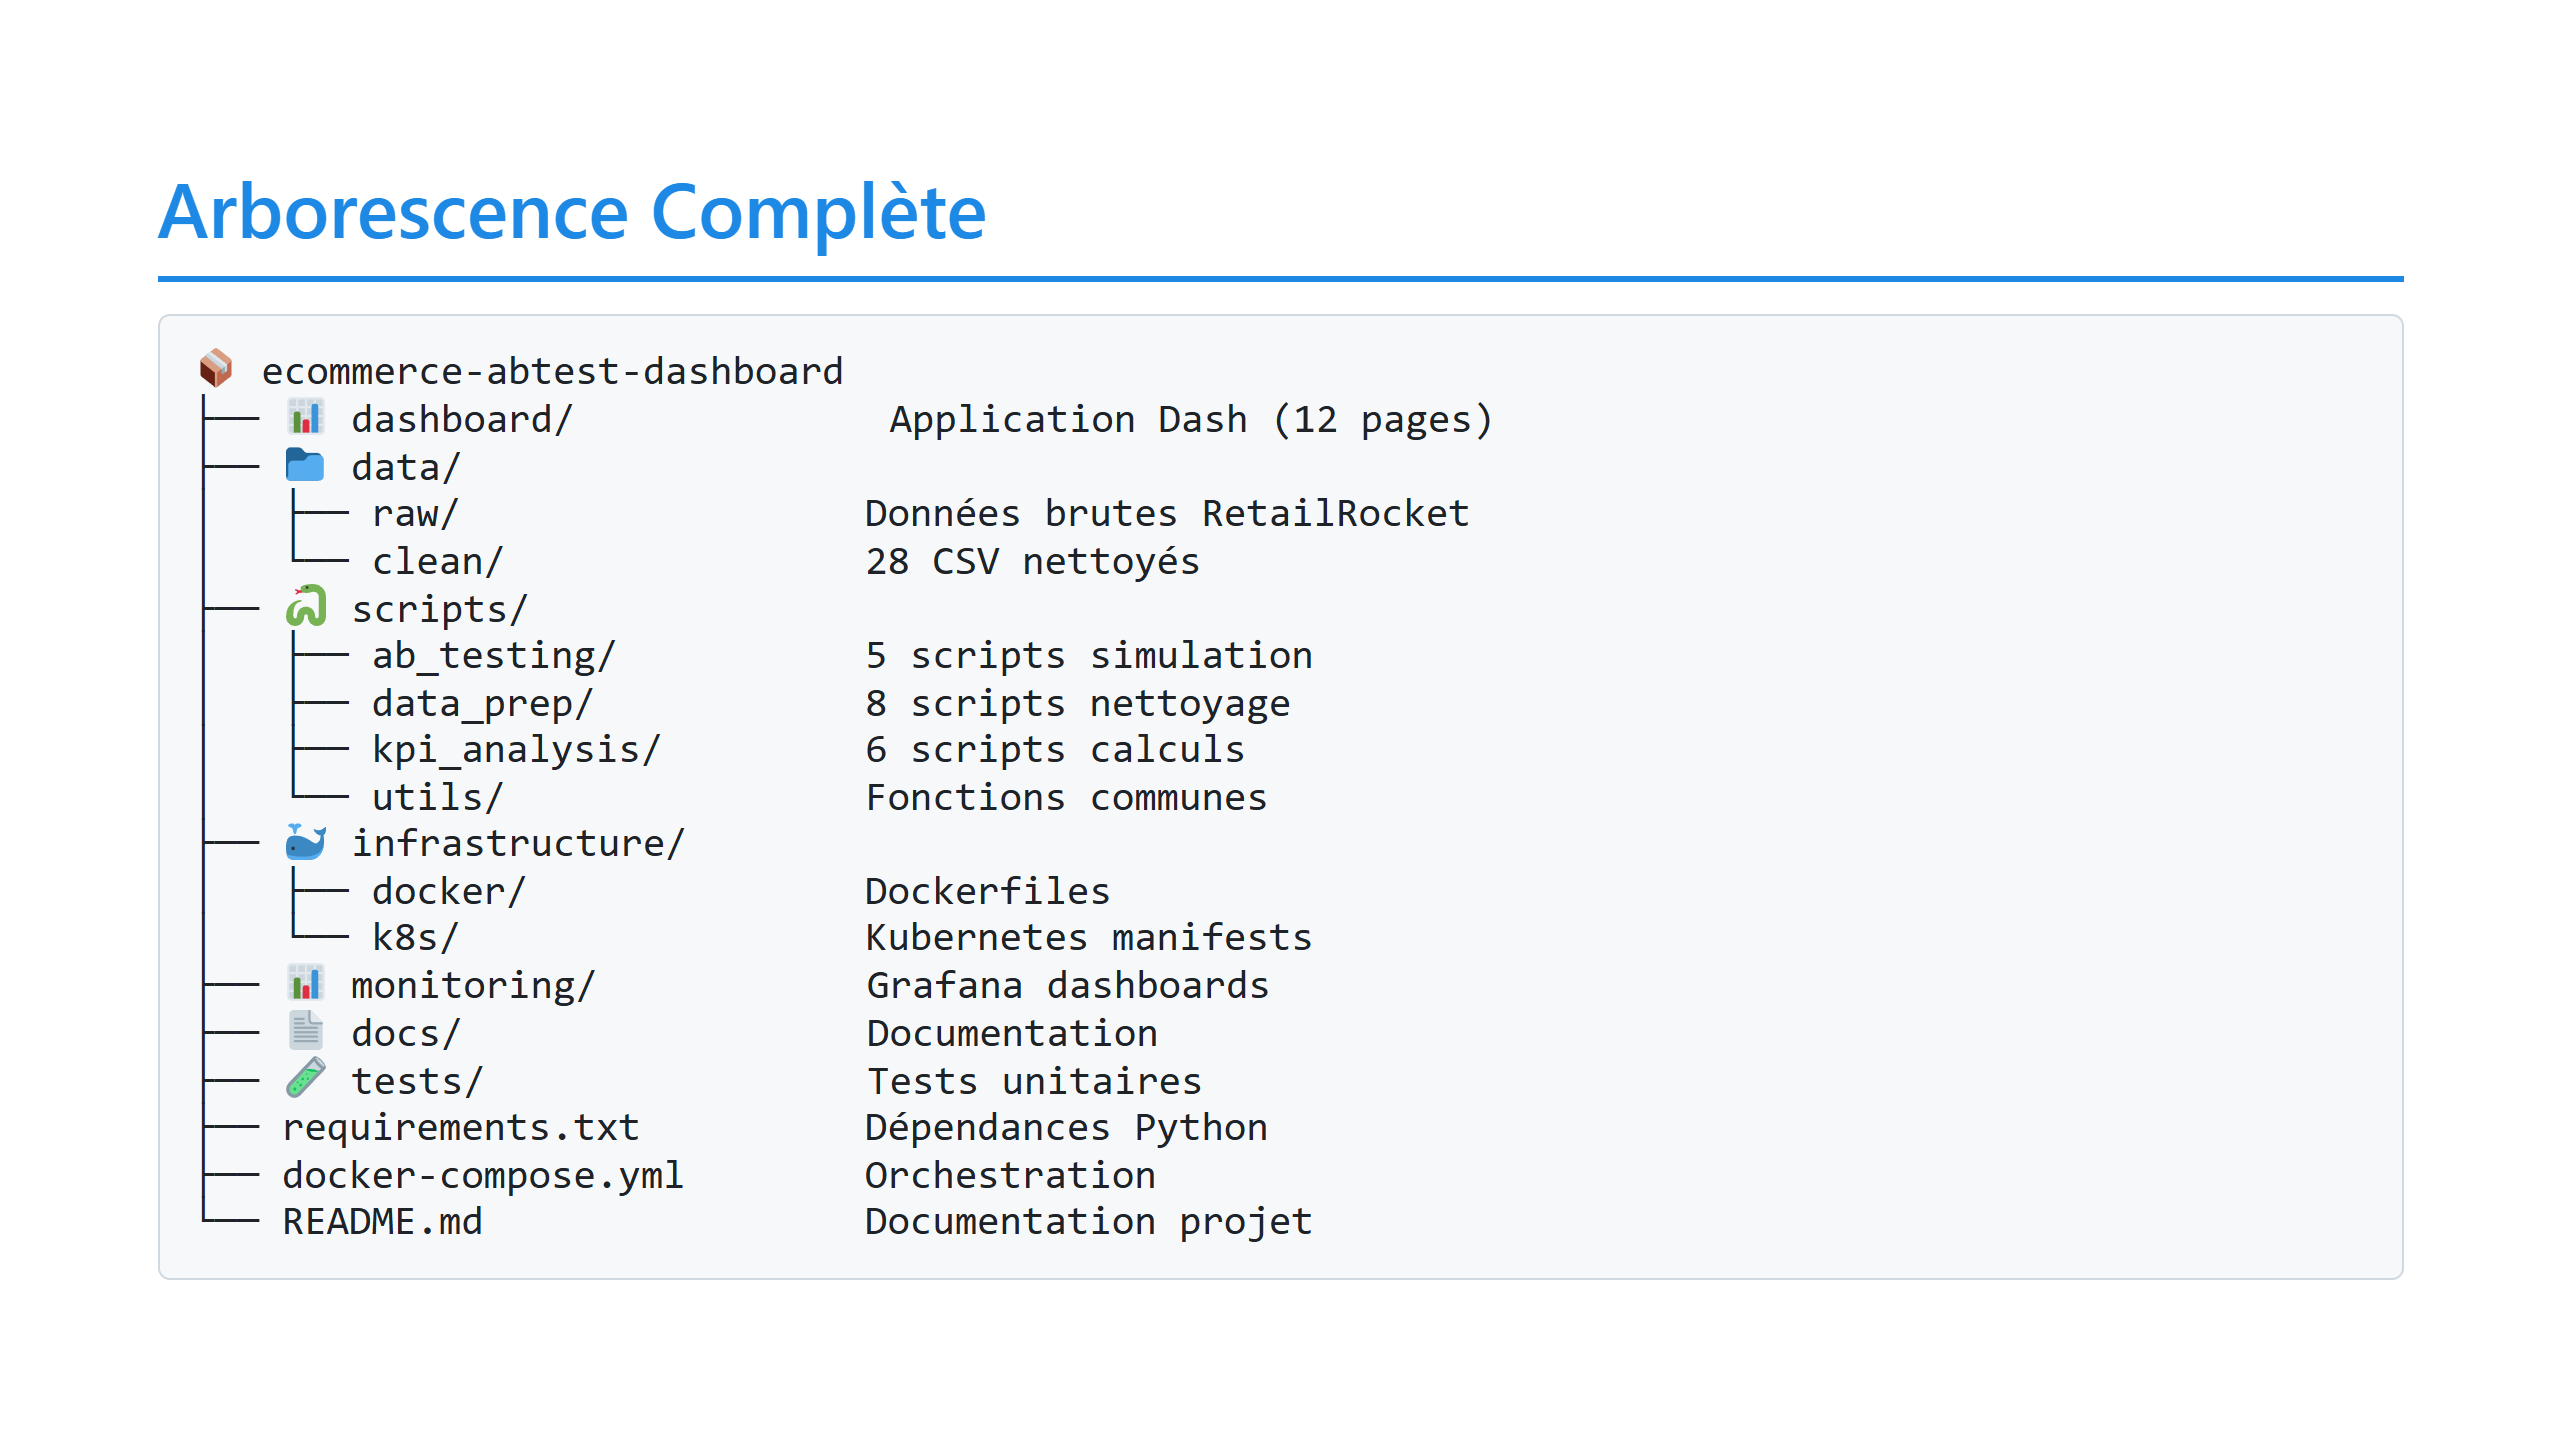 Arborescence Complète
📦 ecommerce-abtest-dashboard
├── 📊 dashboard/              Application Dash (12 pages)
├── 📁 data/
│   ├── raw/                  Données brutes RetailRocket
│   └── clean/                28 CSV nettoyés
├── 🐍 scripts/
│   ├── ab_testing/           5 scripts simulation
│   ├── data_prep/            8 scripts nettoyage
│   ├── kpi_analysis/         6 scripts calculs
│   └── utils/                Fonctions communes
├── 🐳 infrastructure/
│   ├── docker/               Dockerfiles
│   └── k8s/                  Kubernetes manifests
├── 📊 monitoring/            Grafana dashboards
├── 📄 docs/                  Documentation
├── 🧪 tests/                 Tests unitaires
├── requirements.txt          Dépendances Python
├── docker-compose.yml        Orchestration
└── README.md                 Documentation projet